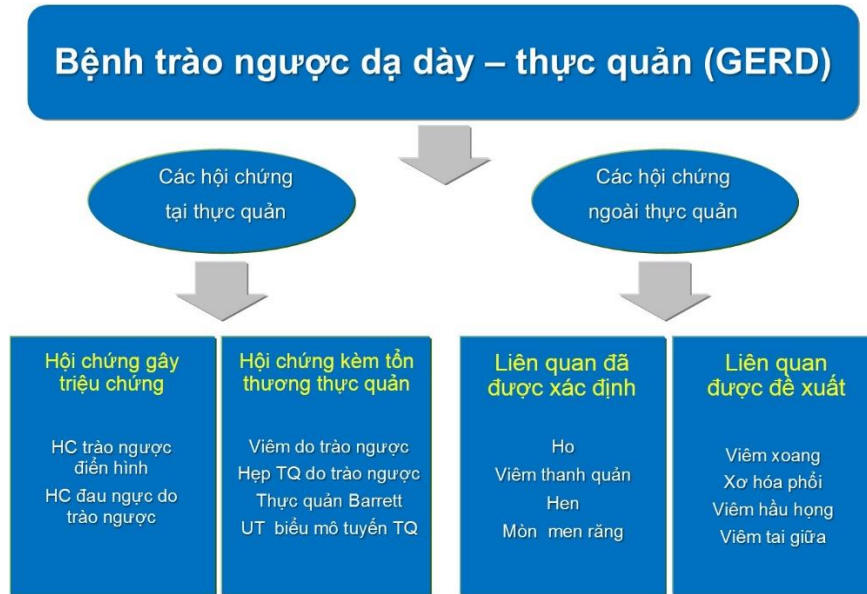 Bệnh trào ngược dạ dày – thực quản (GERD)
Các hội chứng
tại thực quản
Các hội chứng
ngoài thực quản
Hội chứng gây
triệu chứng
HC trào ngược
điển hình
HC đau ngực do
trào ngược
Hội chứng kèm tổn
thương thực quản
Viêm do trào ngược
Hẹp TQ do trào ngược
Thực quản Barrett
UT biểu mô tuyến TQ
Liên quan đã
được xác định
Ho
Viêm thanh quản
Hen
Mòn men răng
Liên quan
được đề xuất
Viêm xoang
Xơ hóa phổi
Viêm hầu họng
Viêm tai giữa